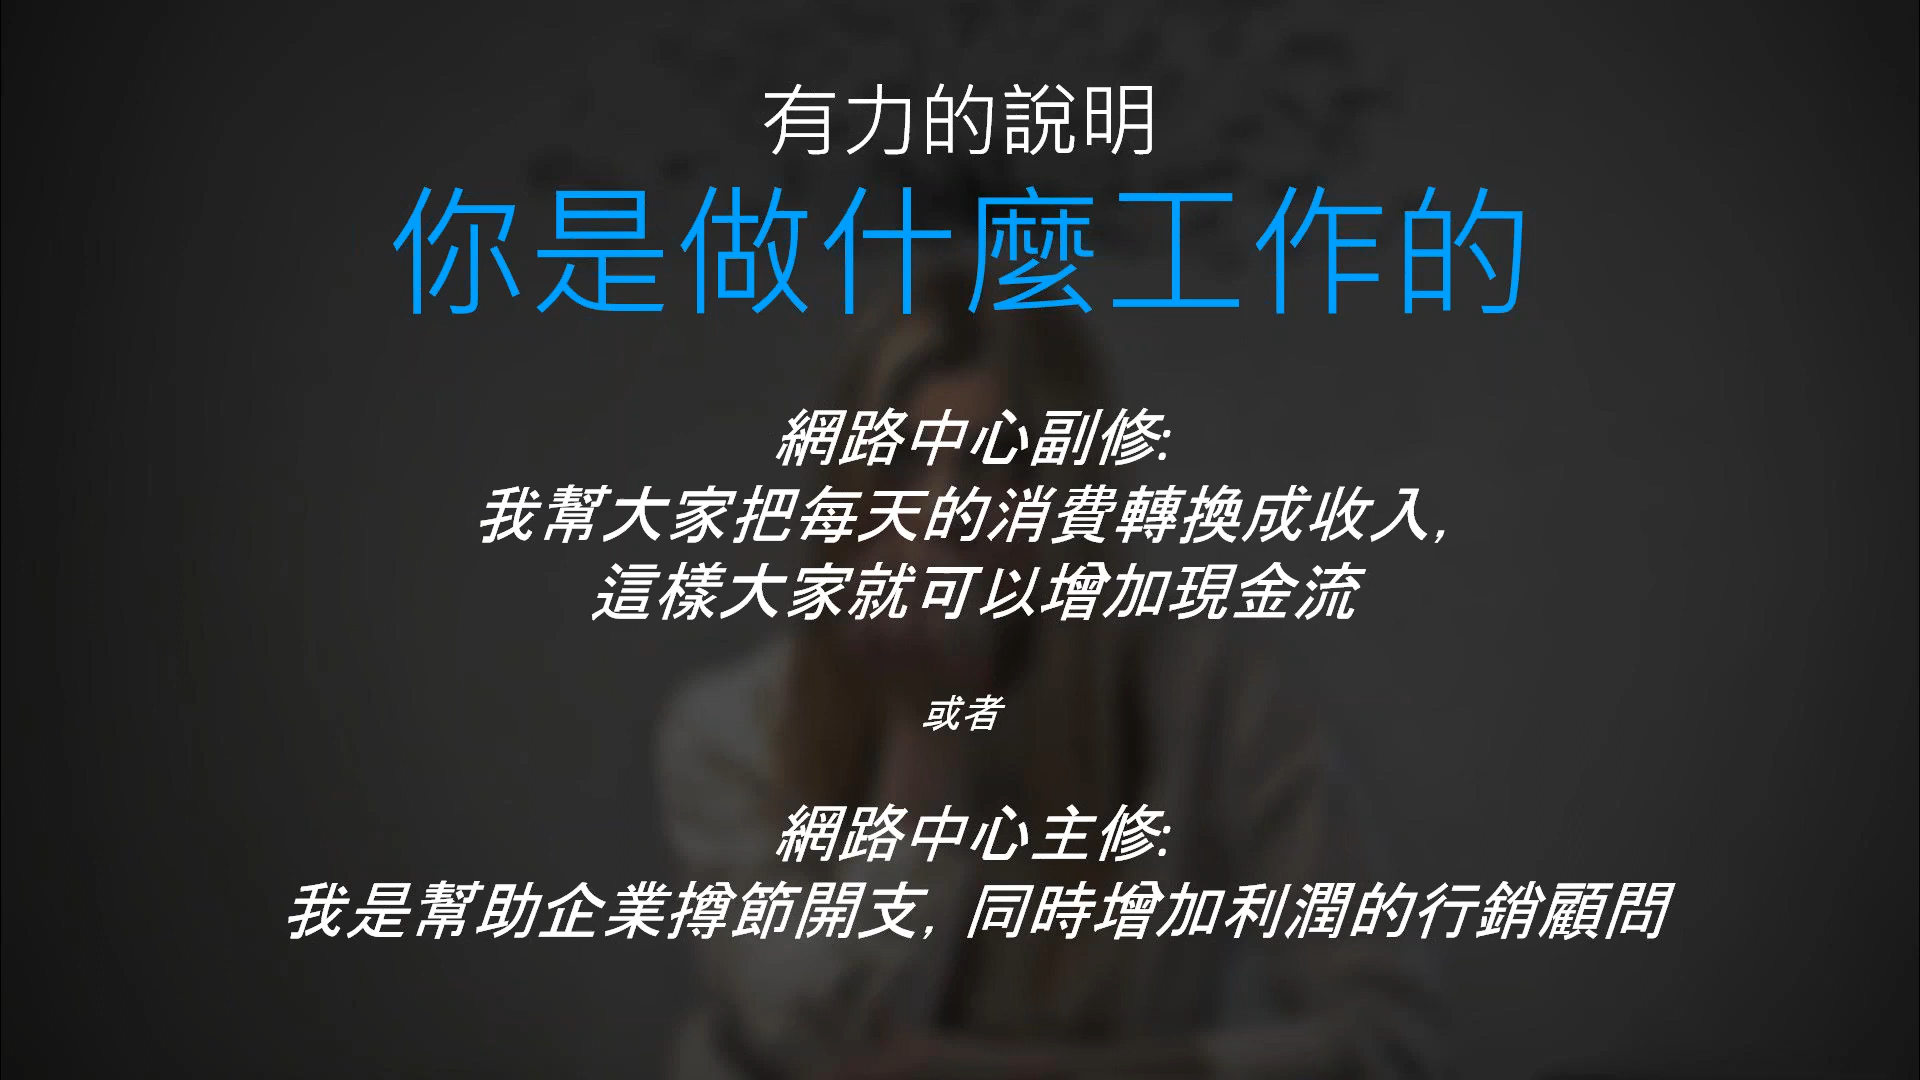 有力的說明
你是做什麼工作的
網路中心副修:
我幫大家把每天的消費轉換成收入,
這樣大家就可以增加現金流
或者
網路中心主修:
我是幫助企業撙節開支, 同時增加利潤的行銷顧問